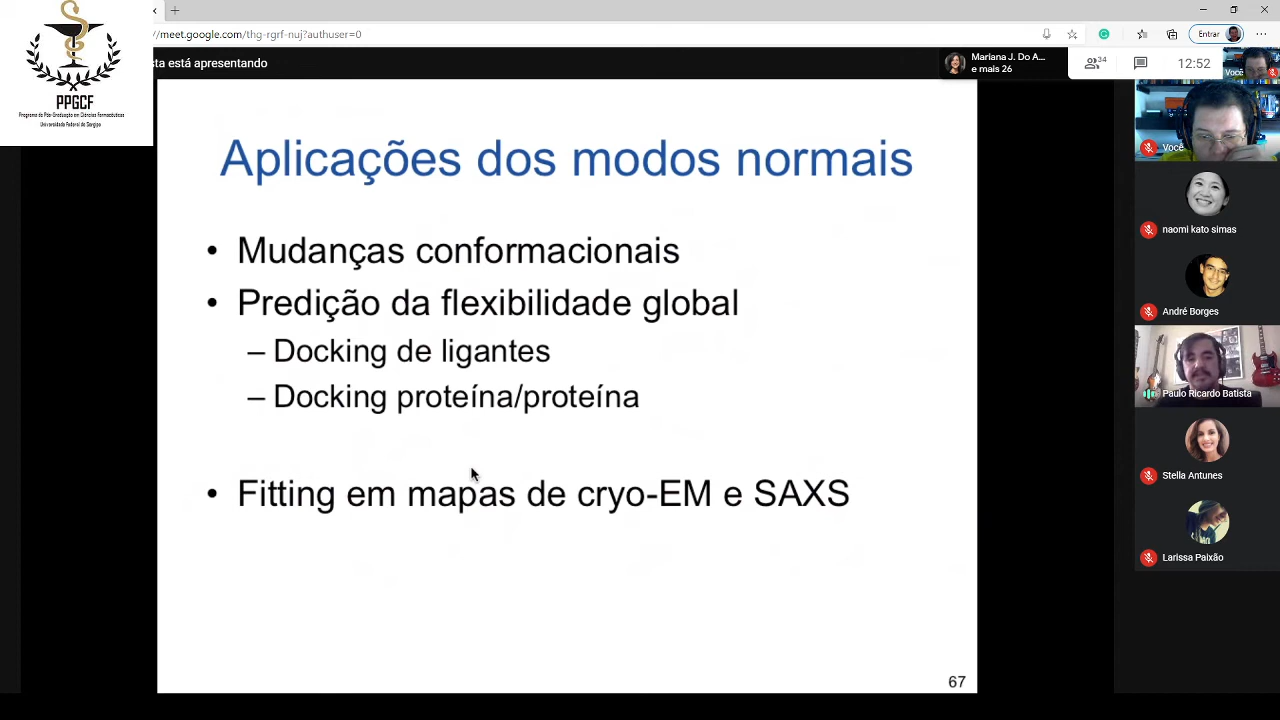 //meet.google.com/thg-rgrf-nuj?authuser=0
Entrar
sta está apresentando
Mariana J. Do A...
e mais 26
34
12:52
Você
PPGCF
Programa de Pós-Graduação em Ciências Farmacêuticas
Universidade Federal de Sergipe
Aplicações dos modos normais
• Mudanças conformacionais
• Predição da flexibilidade global
– Docking de ligantes
– Docking proteína/proteína
• Fitting em mapas de cryo-EM e SAXS
67
Você
naomi kato simas
André Borges
Paulo Ricardo Batista
Stella Antunes
Larissa Paixão